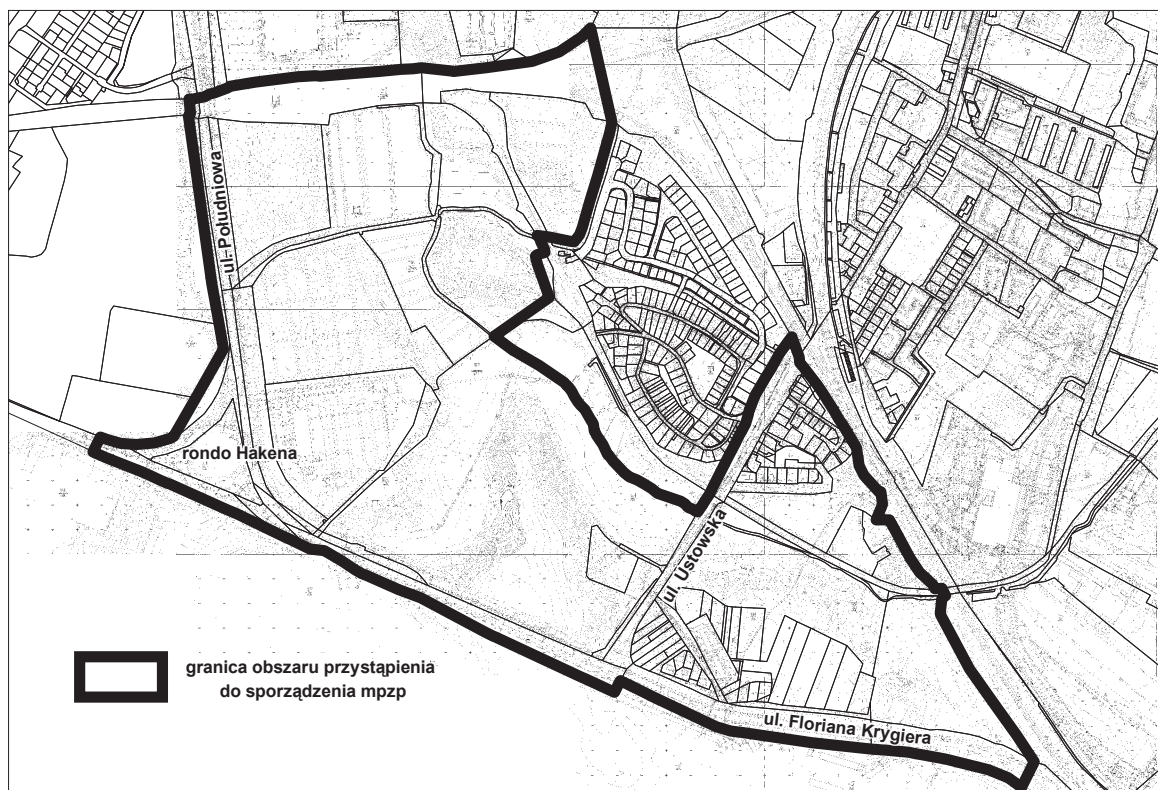 ul. Południowa
rondo Hakena
ul. Ustowska
granica obszaru przystąpienia
do sporządzenia mpzp
ul. Floriana Krygiera